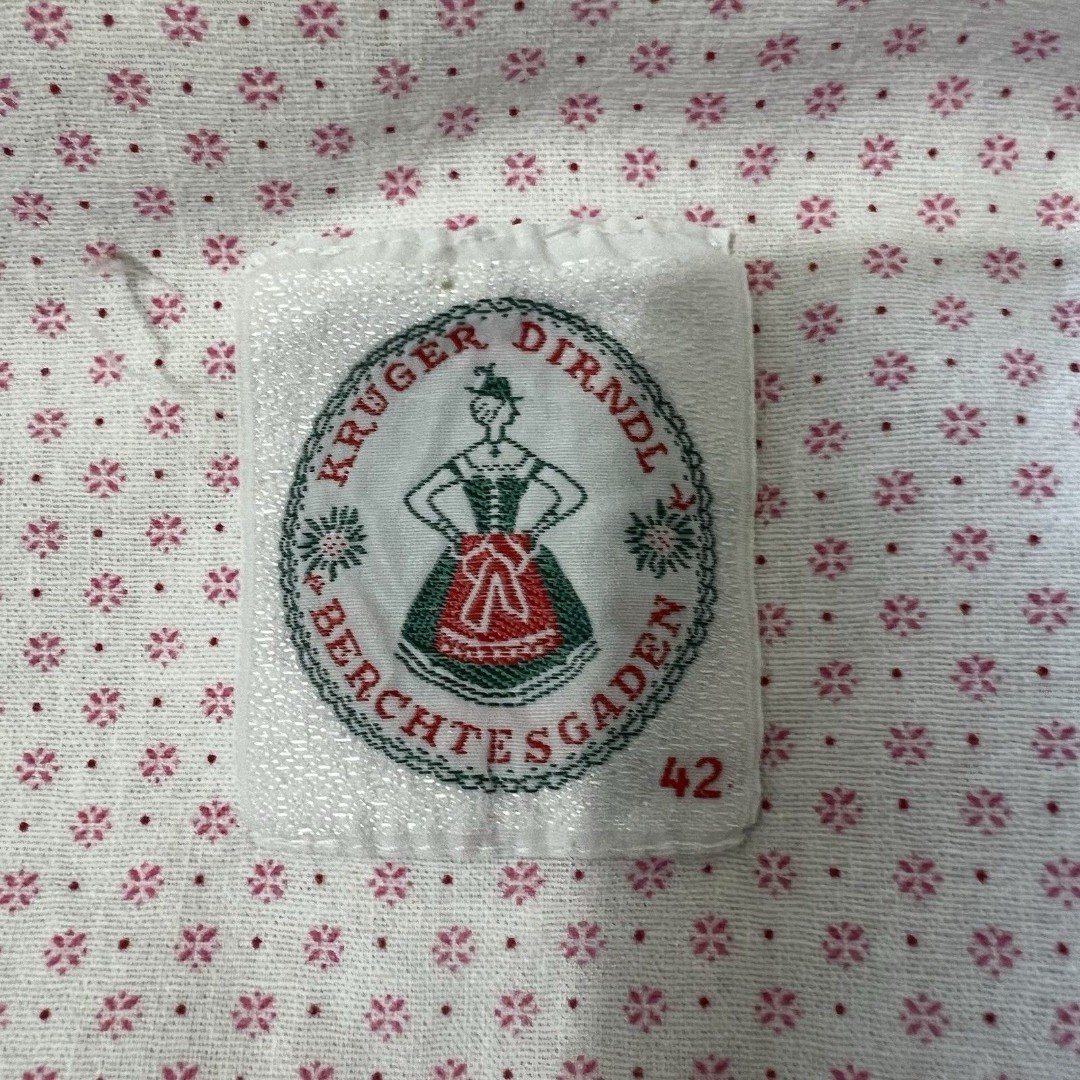 KRUGER DIRNDL
BERCHTESGADEN
42